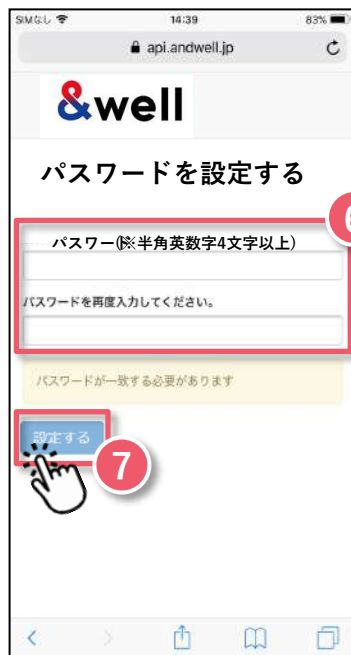 SIMなし 14:39 83%
api.andwell.jp
&well
パスワードを設定する
6
パスワード(※半角英数字4文字以上)
パスワードを再度入力してください。
パスワードが一致する必要があります
設定する
7